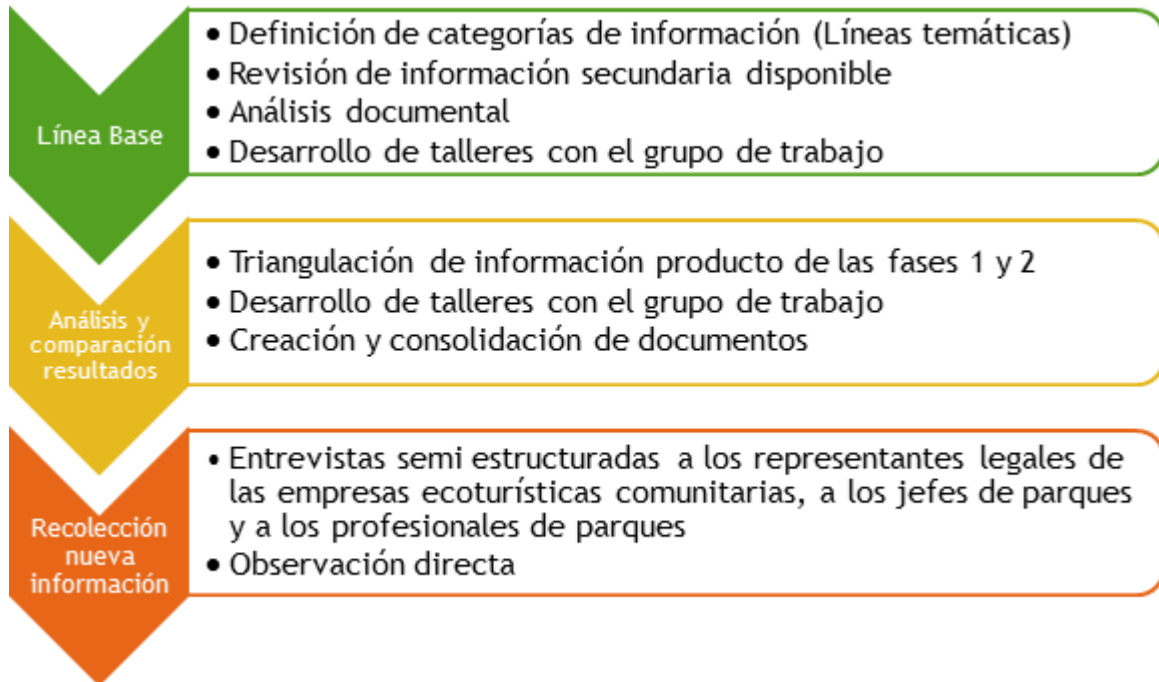 Línea Base
• Definición de categorías de información (Líneas temáticas)
• Revisión de información secundaria disponible
• Análisis documental
• Desarrollo de talleres con el grupo de trabajo
Análisis y
comparación
resultados
• Triangulación de información producto de las fases 1 y 2
• Desarrollo de talleres con el grupo de trabajo
• Creación y consolidación de documentos
Recolección
nueva
información
• Entrevistas semi estructuradas a los representantes legales de
las empresas ecoturísticas comunitarias, a los jefes de parques
y a los profesionales de parques
• Observación directa